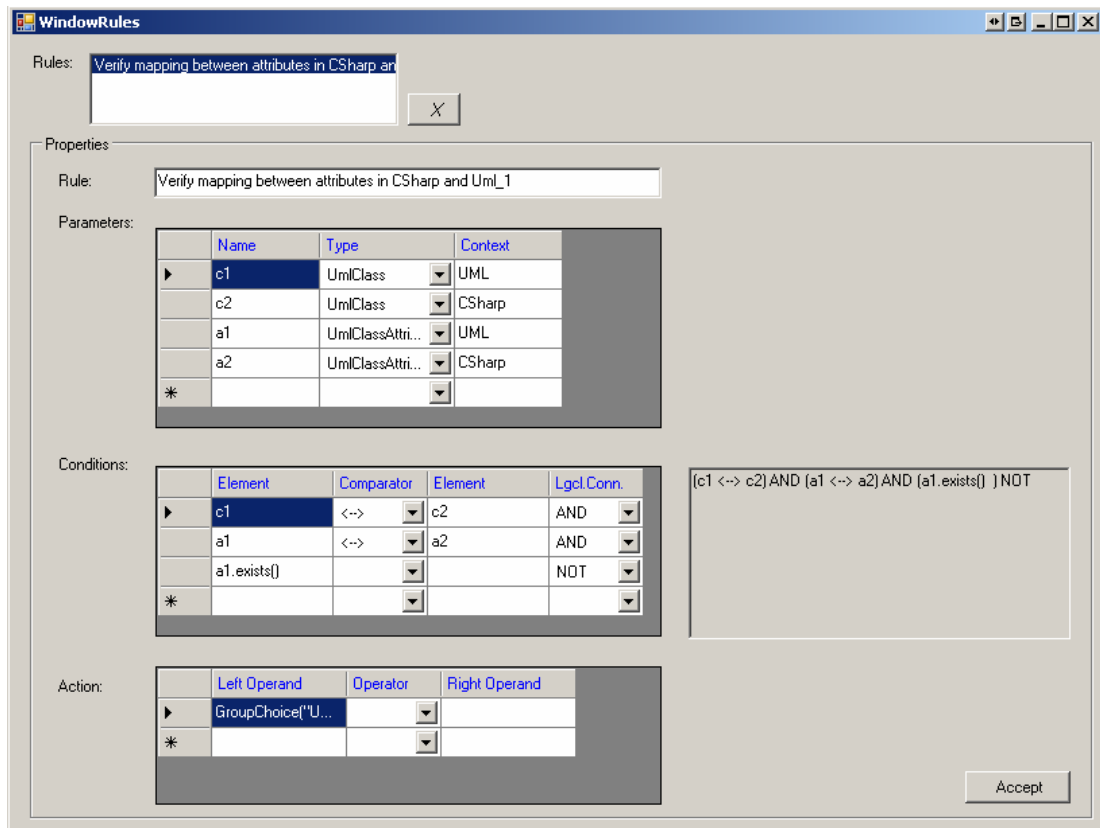 WindowRules
Rules:
Verify mapping between attributes in CSharp an
X
Properties
Rule:
Verify mapping between attributes in CSharp and Uml_1
Parameters:
Name Type Context
c1 UmlClass UML
c2 UmlClass CSharp
a1 UmlClassAttri... UML
a2 UmlClassAttri... CSharp
Conditions:
Element Comparator Element Lgcl.Conn.
c1 <--> c2 AND
a1 <--> a2 AND
a1.exists() NOT
(c1 <--> c2) AND (a1 <--> a2) AND (a1.exists() ) NOT
Action:
Left Operand Operator Right Operand
GroupChoice("U...
Accept